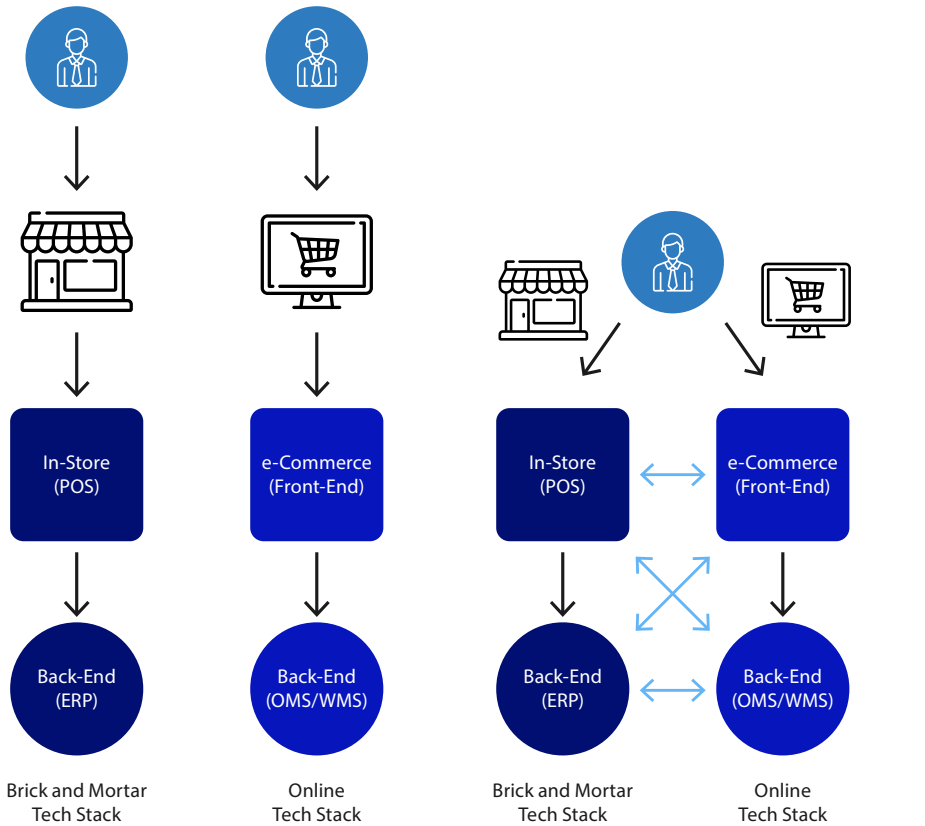 In-Store
(POS)
e-Commerce
(Front-End)
In-Store
(POS)
e-Commerce
(Front-End)
Back-End
(ERP)
Back-End
(OMS/WMS)
Back-End
(ERP)
Back-End
(OMS/WMS)
Brick and Mortar
Tech Stack
Online
Tech Stack
Brick and Mortar
Tech Stack
Online
Tech Stack